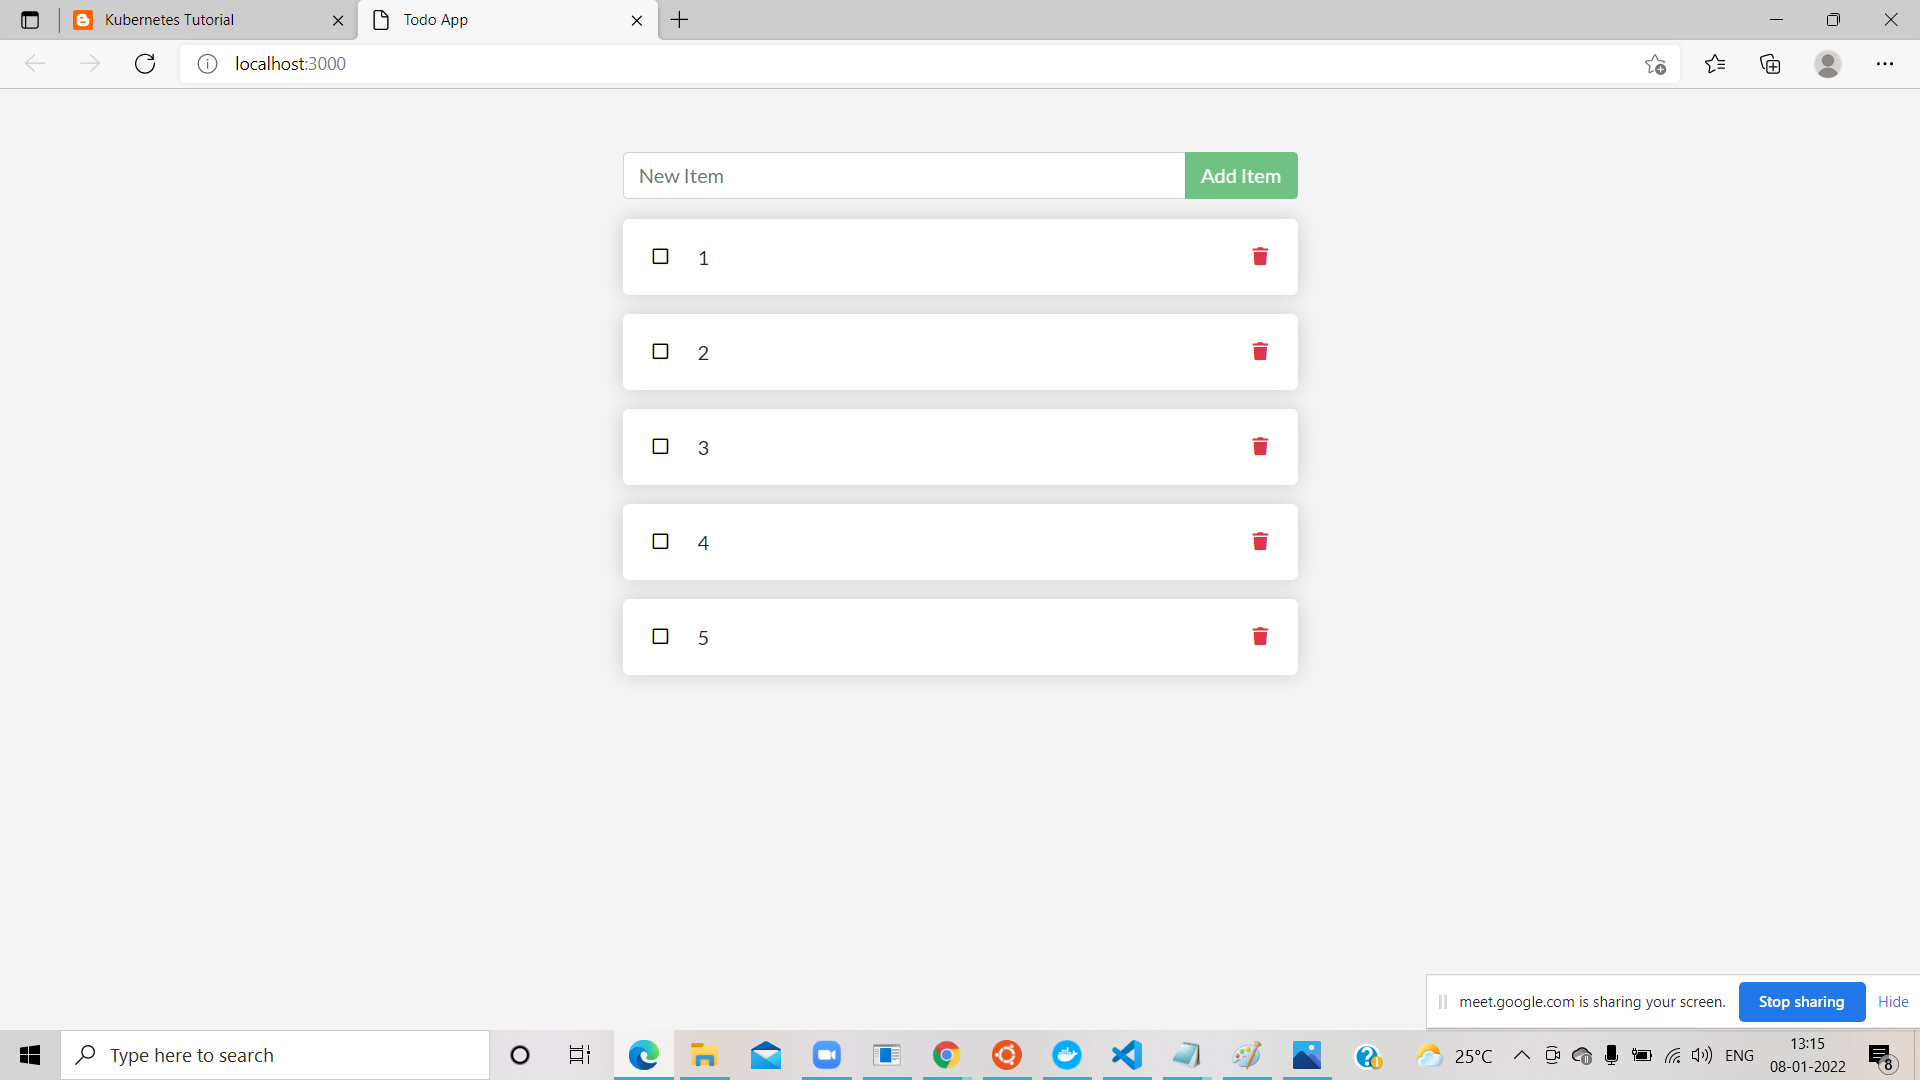 Kubernetes Tutorial
Todo App
localhost:3000
New Item
Add Item
1
2
3
4
5
meet.google.com is sharing your screen.
Stop sharing
Hide
Type here to search
25°C
ENG
13:15
08-01-2022
8